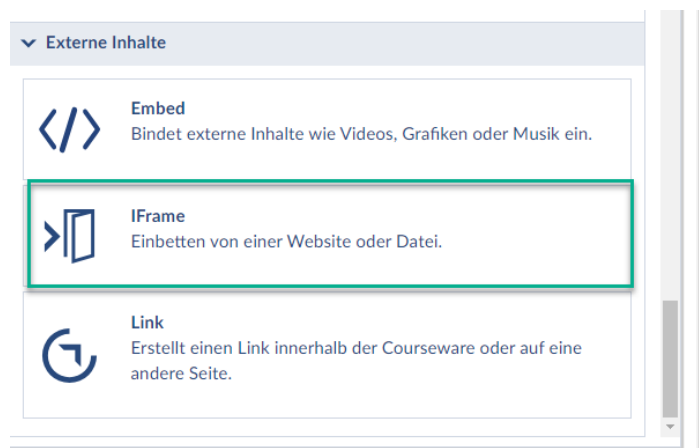 Externe Inhalte
Embed
Bindet externe Inhalte wie Videos, Grafiken oder Musik ein.
IFrame
Einbetten von einer Website oder Datei.
Link
Erstellt einen Link innerhalb der Courseware oder auf eine
andere Seite.